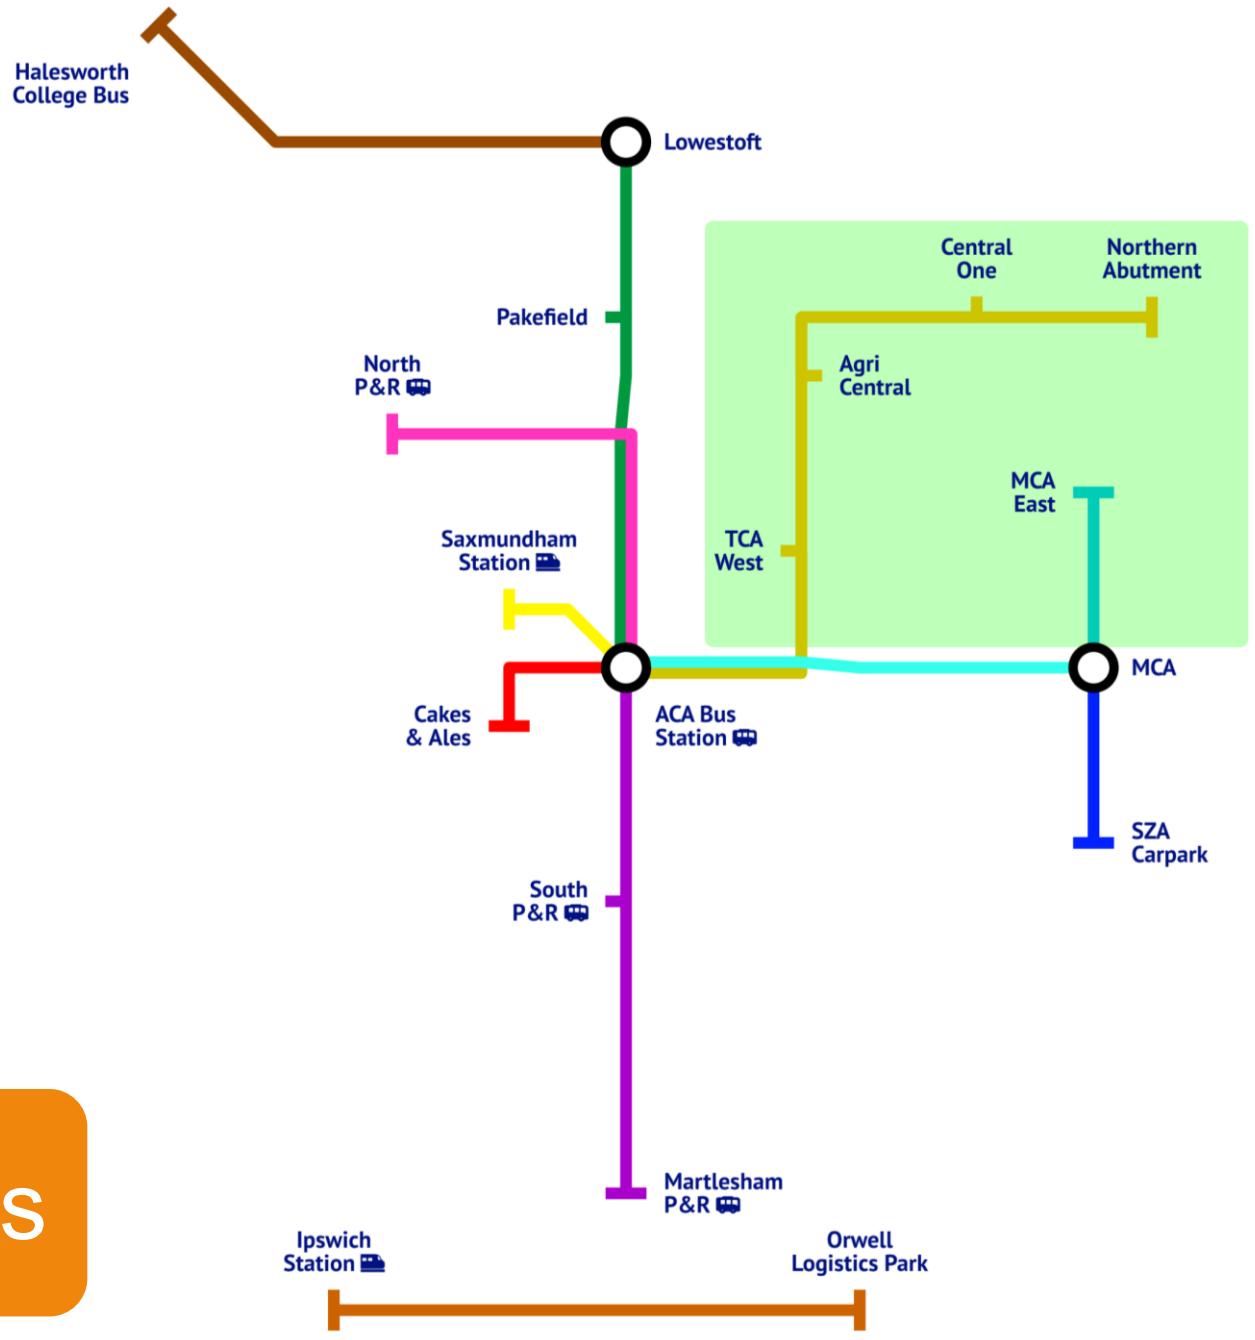 Halesworth
College Bus
Lowestoft
Central
One
Northern
Abutment
Pakefield
North
P&R
Agri
Central
MCA
East
Saxmundham
Station
TCA
West
MCA
Cakes
& Ales
ACA Bus
Station
SZA
Carpark
South
P&R
Martlesham
P&R
s
Ipswich
Station
Orwell
Logistics Park